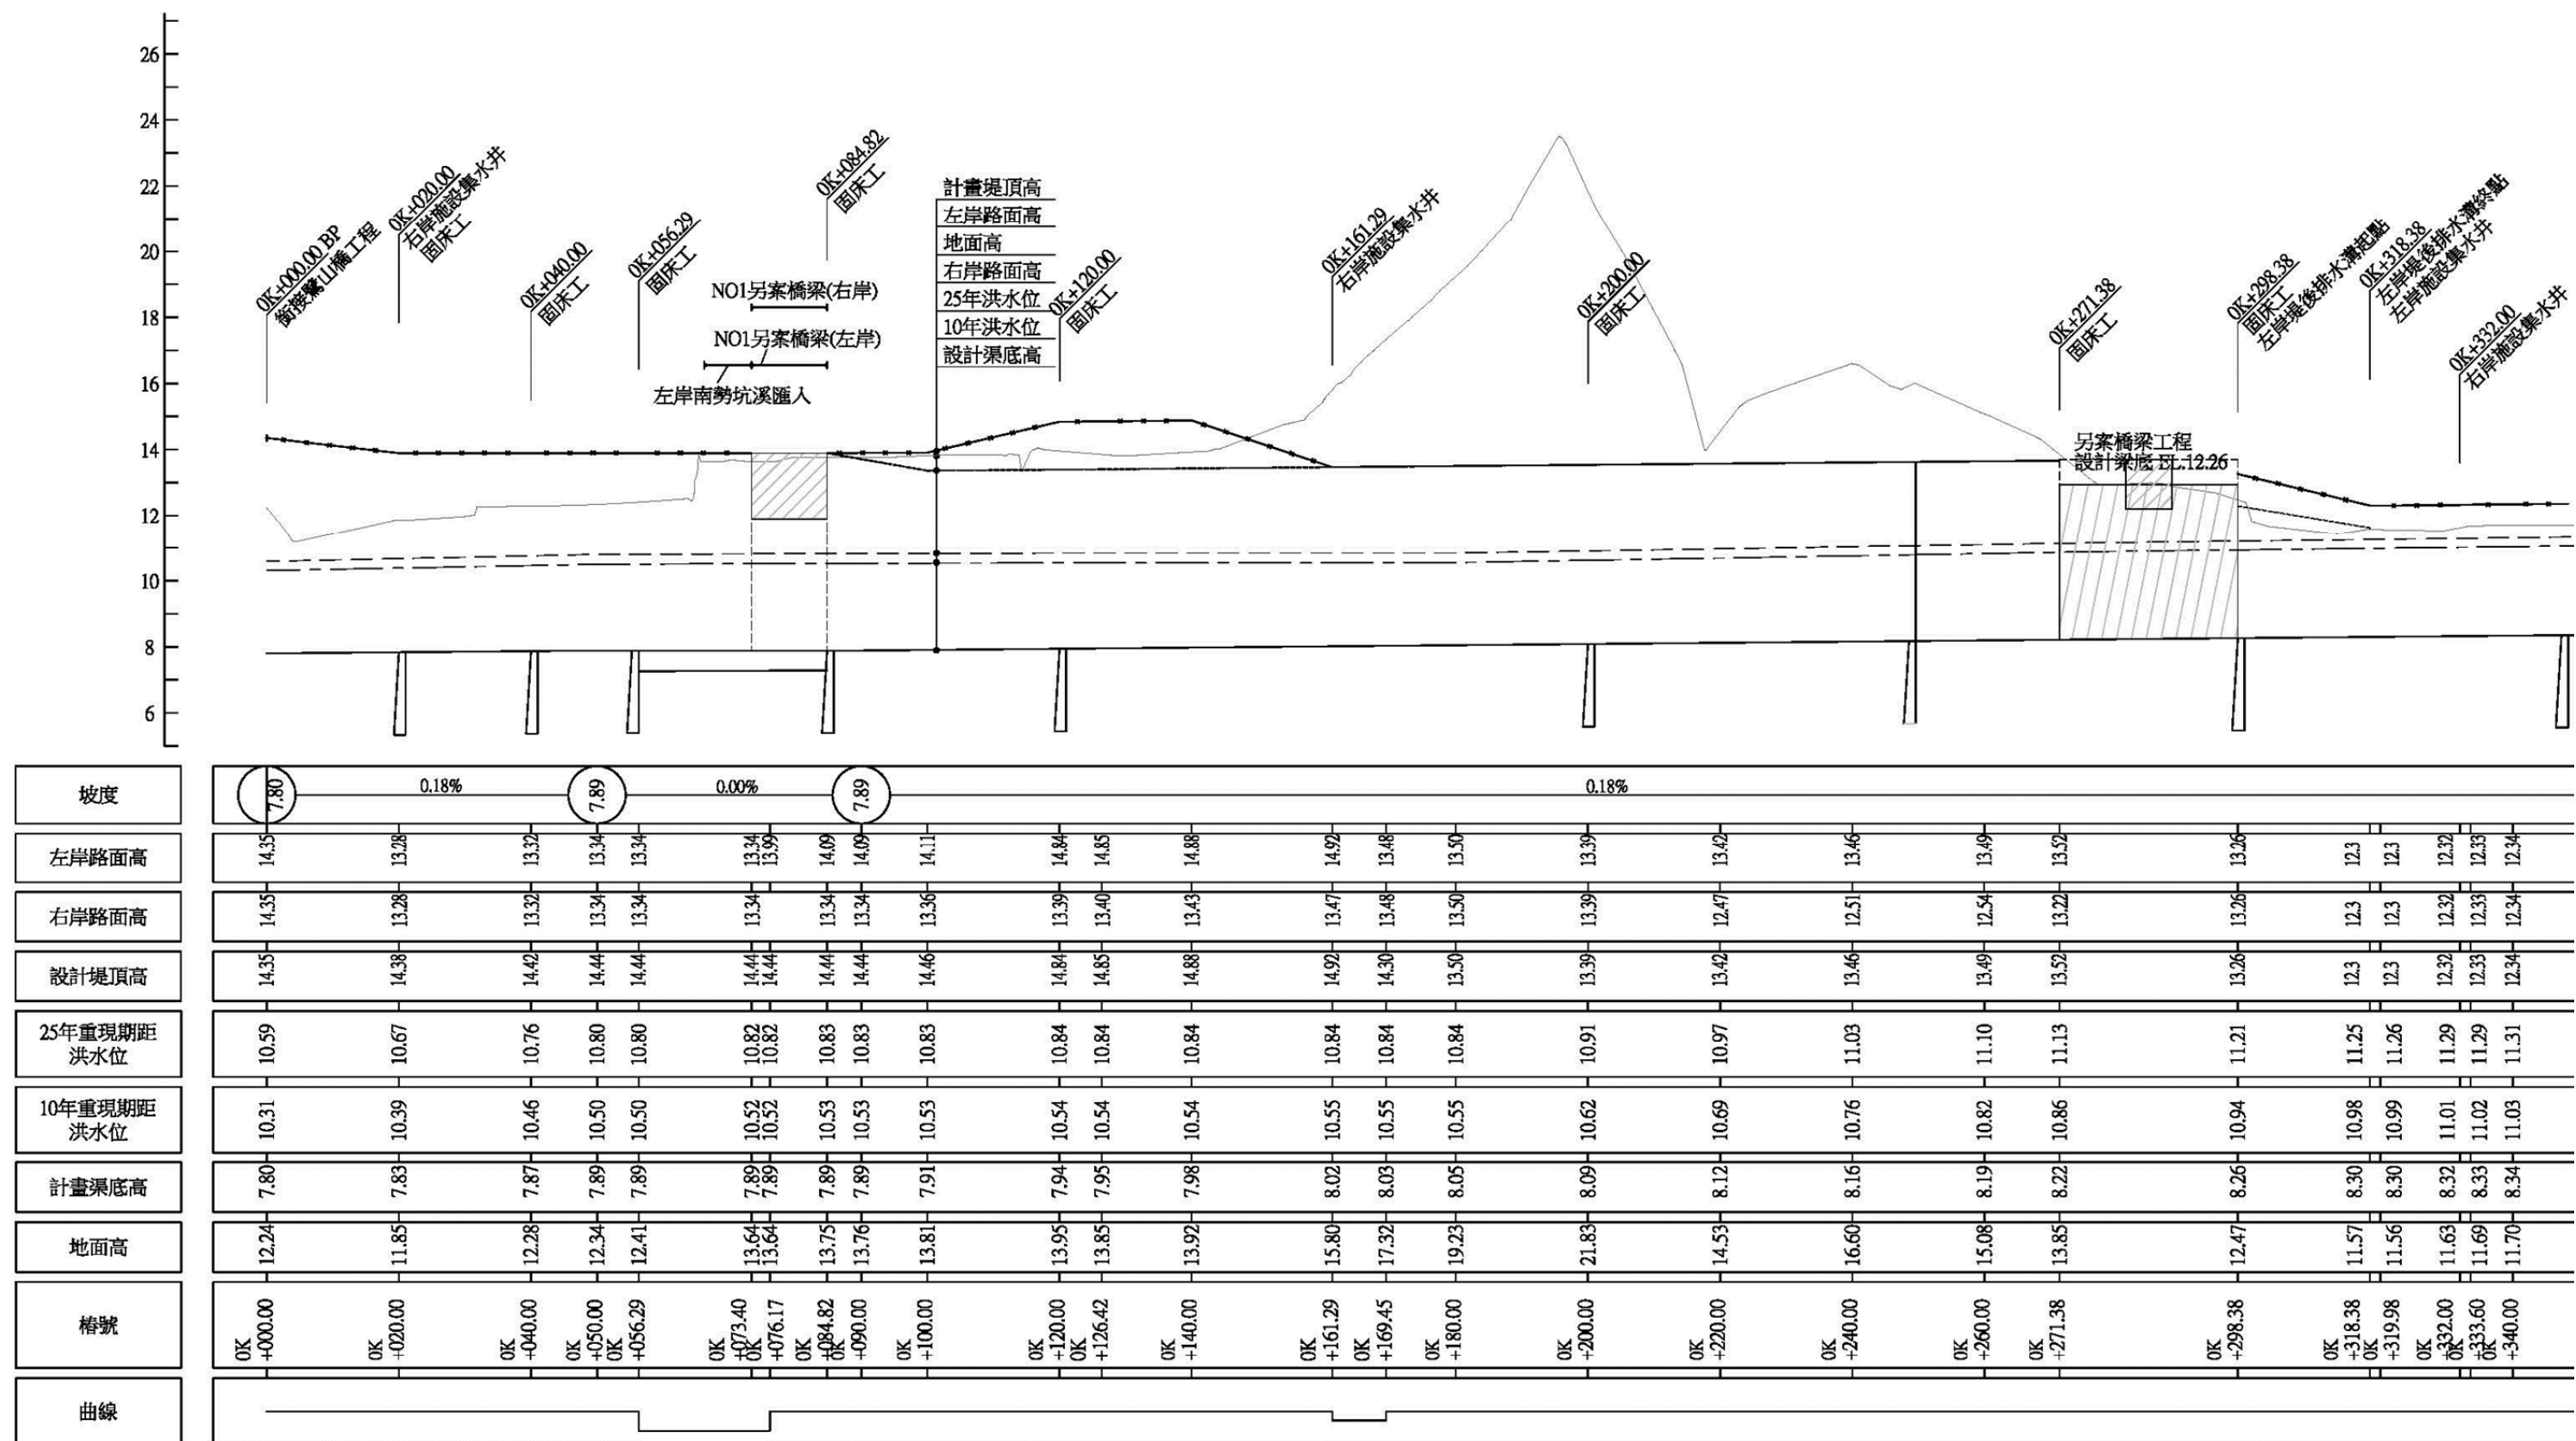 26
24
22
20
18
16
14
12
10
8
6
0K+000.00 BP
銜接鷺山橋工程
0K+020.00
右岸施設集水井
固床工
0K+040.00
固床工
0K+056.29
固床工
NO1另案橋梁(右岸)
NO1另案橋梁(左岸)
左岸南勢坑溪匯入
0K+084.82
固床工
計畫堤頂高
左岸路面高
地面高
右岸路面高
25年洪水位
10年洪水位
設計渠底高
0K+120.00
固床工
0K+161.29
右岸施設集水井
0K+200.00
固床工
0K+271.38
固床工
另案橋梁工程
設計梁底 EL.12.26
0K+298.38
固床工
左岸堤後排水溝起點
0K+318.38
左岸堤後排水溝終點
左岸施設集水井
0K+332.00
右岸施設集水井
坡度
7.80 0.18% 7.89 0.00% 7.89 0.18%
左岸路面高
14.35 13.28 13.32 13.34 13.34 13.34 13.99 14.09 14.09 14.11 14.84 14.85 14.88 14.92 13.48 13.50 13.39 13.42 13.46 13.49 13.52 13.26 12.3 12.3 12.32 12.33 12.34
右岸路面高
14.35 13.28 13.32 13.34 13.34 13.34 13.34 13.34 13.36 13.39 13.40 13.43 13.47 13.48 13.50 13.39 12.47 12.51 12.54 13.22 13.26 12.3 12.3 12.32 12.33 12.34
設計堤頂高
14.35 14.38 14.42 14.44 14.44 14.44 14.44 14.44 14.44 14.46 14.84 14.85 14.88 14.92 14.30 13.50 13.39 13.42 13.46 13.49 13.52 13.26 12.3 12.3 12.32 12.33 12.34
25年重現期距
洪水位
10.59 10.67 10.76 10.80 10.80 10.82 10.82 10.83 10.83 10.83 10.84 10.84 10.84 10.84 10.84 10.84 10.91 10.97 11.03 11.10 11.13 11.21 11.25 11.26 11.29 11.29 11.31
10年重現期距
洪水位
10.31 10.39 10.46 10.50 10.50 10.52 10.52 10.53 10.53 10.53 10.54 10.54 10.54 10.55 10.55 10.55 10.62 10.69 10.76 10.82 10.86 10.94 10.98 10.99 11.01 11.02 11.03
計畫渠底高
7.80 7.83 7.87 7.89 7.89 7.89 7.89 7.89 7.89 7.91 7.94 7.95 7.98 8.02 8.03 8.05 8.09 8.12 8.16 8.19 8.22 8.26 8.30 8.30 8.32 8.33 8.34
地面高
12.24 11.85 12.28 12.34 12.41 13.64 13.64 13.75 13.76 13.81 13.95 13.85 13.92 15.80 17.32 19.23 21.83 14.53 16.60 15.08 13.85 12.47 11.57 11.56 11.63 11.69 11.70
樁號
0K+000.00 0K+020.00 0K+040.00 0K+050.00 0K+056.29 0K+073.40 0K+076.17 0K+084.82 0K+090.00 0K+100.00 0K+120.00 0K+126.42 0K+140.00 0K+161.29 0K+169.45 0K+180.00 0K+200.00 0K+220.00 0K+240.00 0K+260.00 0K+271.38 0K+298.38 0K+318.38 0K+319.98 0K+332.00 0K+333.60 0K+340.00
曲線